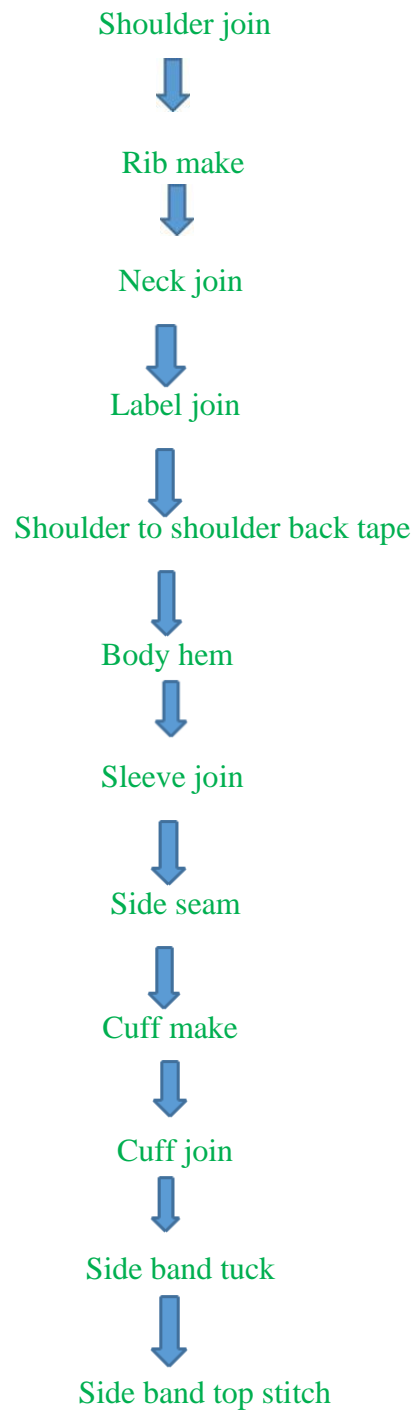 Shoulder join
Rib make
Neck join
Label join
Shoulder to shoulder back tape
Body hem
Sleeve join
Side seam
Cuff make
Cuff join
Side band tuck
Side band top stitch